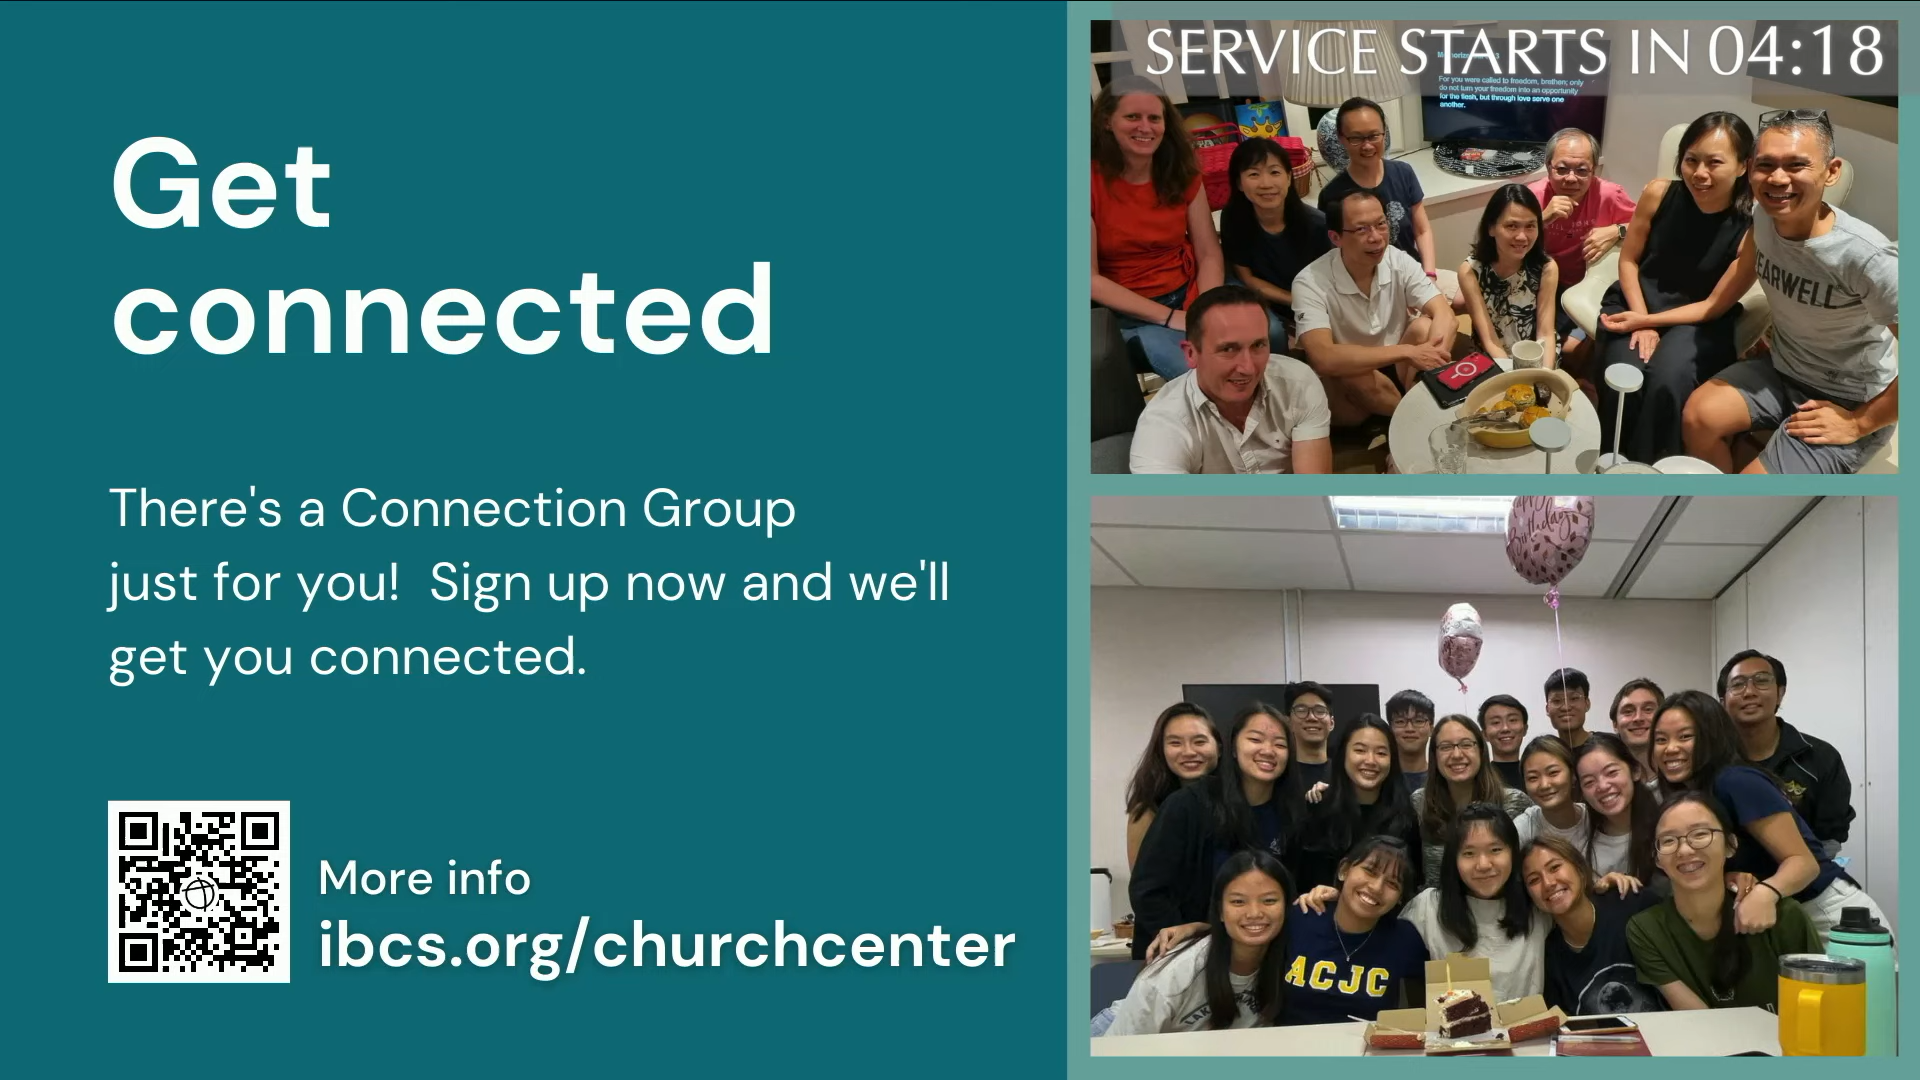 Get
connected
There's a Connection Group
just for you!  Sign up now and we'll
get you connected.
More info
ibcs.org/churchcenter
SERVICE STARTS IN 04:18
For you were called to freedom, brethren; only
do not turn your freedom into an opportunity
for the flesh, but through love serve one
another.
Birthday
ACJC